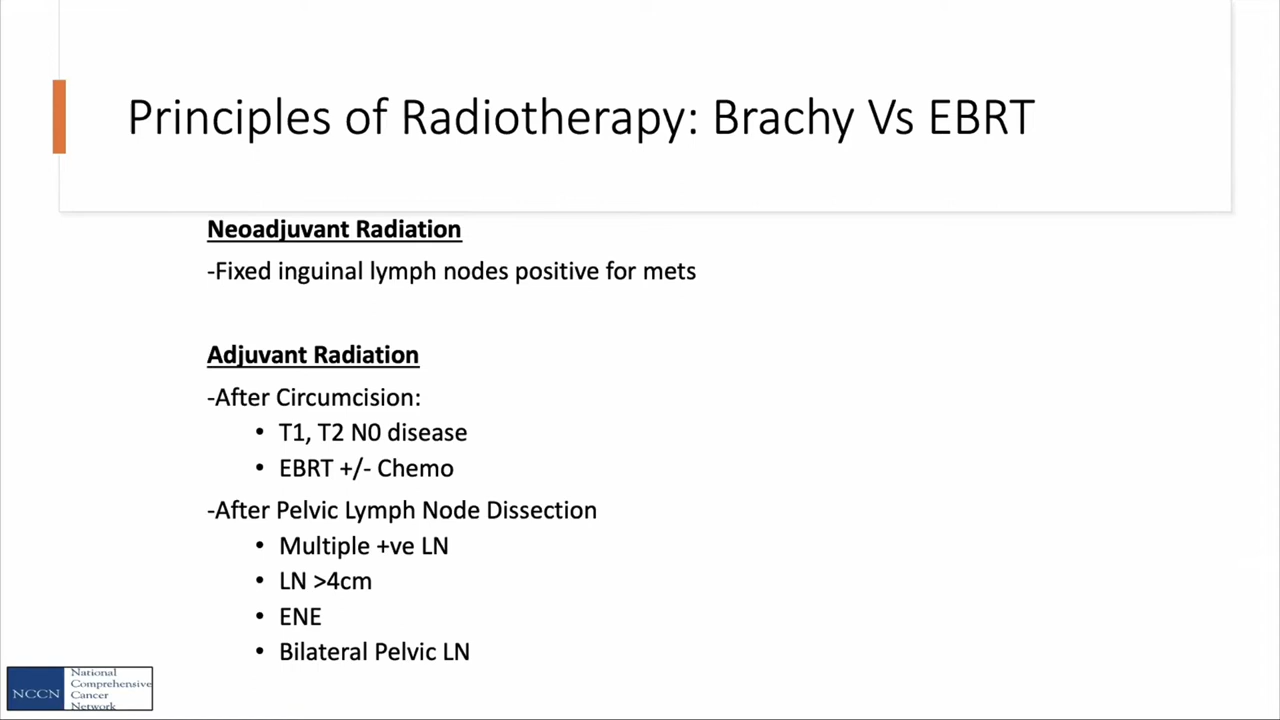 Principles of Radiotherapy: Brachy Vs EBRT
Neoadjuvant Radiation
-Fixed inguinal lymph nodes positive for mets
Adjuvant Radiation
-After Circumcision:
• T1, T2 N0 disease
• EBRT +/- Chemo
-After Pelvic Lymph Node Dissection
• Multiple +ve LN
• LN >4cm
• ENE
• Bilateral Pelvic LN
NCCN
National
Comprehensive
Cancer
Network